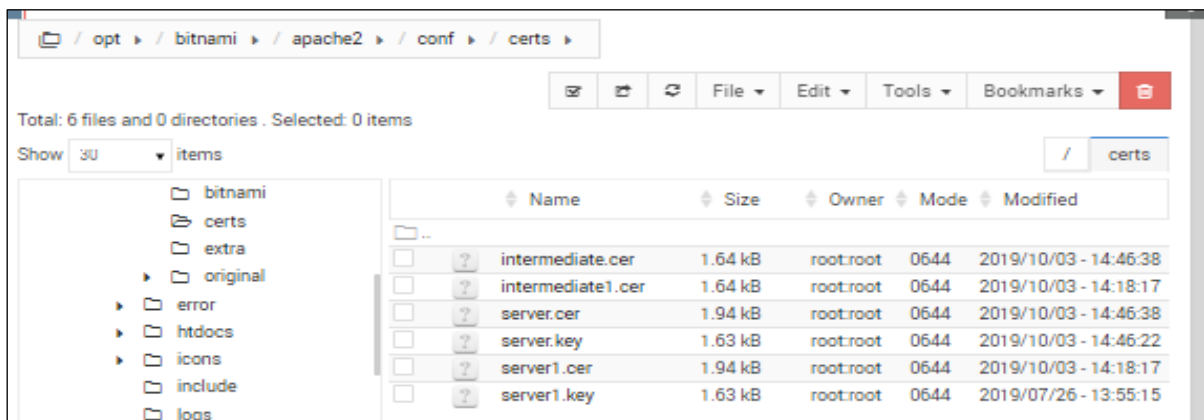 / opt / bitnami / apache2 / conf / certs
File Edit Tools Bookmarks
Total: 6 files and 0 directories . Selected: 0 items
Show 30 items
/ certs
bitnami
certs
extra
original
error
htdocs
icons
include
logs
Name Size Owner Mode Modified
..
intermediate.cer 1.64 kB root:root 0644 2019/10/03 - 14:46:38
intermediate1.cer 1.64 kB root:root 0644 2019/10/03 - 14:18:17
server.cer 1.94 kB root:root 0644 2019/10/03 - 14:46:38
server.key 1.63 kB root:root 0644 2019/10/03 - 14:46:22
server1.cer 1.94 kB root:root 0644 2019/10/03 - 14:18:17
server1.key 1.63 kB root:root 0644 2019/07/26 - 13:55:15